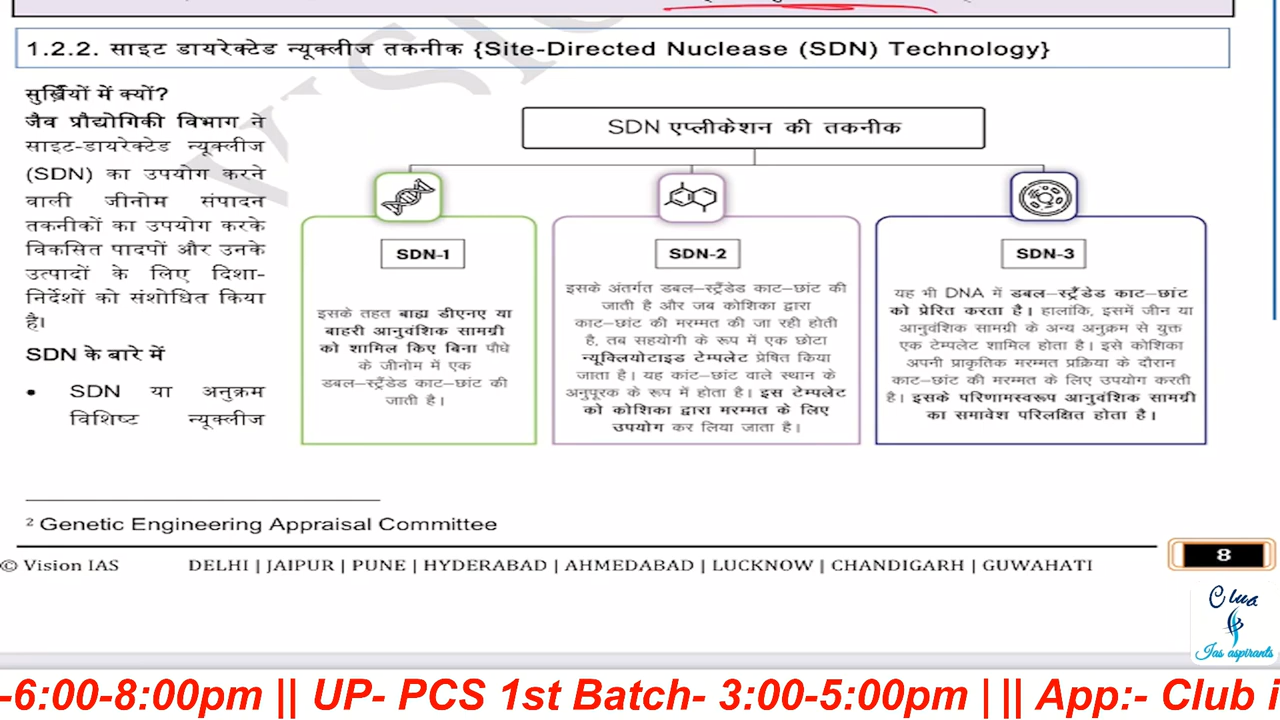 1.2.2. साइट डायरेक्टेड न्यूक्लीज तकनीक {Site-Directed Nuclease (SDN) Technology}
सुर्ख़ियों में क्यों?
जैव प्रौद्योगिकी विभाग ने
साइट-डायरेक्टेड न्यूक्लीज
(SDN) का उपयोग करने
वाली जीनोम संपादन
तकनीकों का उपयोग करके
विकसित पादपों और उनके
उत्पादों के लिए दिशा-
निर्देशों को संशोधित किया
है।
SDN के बारे में
• SDN या अनुक्रम
विशिष्ट न्यूक्लीज
SDN एप्लीकेशन की तकनीक
SDN-1
इसके तहत बाह्य डीएनए या
बाहरी आनुवंशिक सामग्री
को शामिल किए बिना पौधे
के जीनोम में एक
डबल–स्ट्रैंडेड काट–छांट की
जाती है।
SDN-2
इसके अंतर्गत डबल–स्ट्रैंडेड काट–छांट की
जाती है और जब कोशिका द्वारा
काट–छांट की मरम्मत की जा रही होती
है, तब सहयोगी के रूप में एक छोटा
न्यूक्लियोटाइड टेम्पलेट प्रेषित किया
जाता है। यह कांट–छांट वाले स्थान के
अनुपूरक के रूप में होता है। इस टेम्पलेट
को कोशिका द्वारा मरम्मत के लिए
उपयोग कर लिया जाता है।
SDN-3
यह भी DNA में डबल–स्ट्रैंडेड काट–छांट
को प्रेरित करता है। हालांकि, इसमें जीन या
आनुवंशिक सामग्री के अन्य अनुक्रम से युक्त
एक टेम्पलेट शामिल होता है। इसे कोशिका
अपनी प्राकृतिक मरम्मत प्रक्रिया के दौरान
काट–छांट की मरम्मत के लिए उपयोग करती
है। इसके परिणामस्वरूप आनुवंशिक सामग्री
का समावेश परिलक्षित होता है।
² Genetic Engineering Appraisal Committee
© Vision IAS DELHI | JAIPUR | PUNE | HYDERABAD | AHMEDABAD | LUCKNOW | CHANDIGARH | GUWAHATI
8
Club
Ias aspirants
-6:00-8:00pm || UP- PCS 1st Batch- 3:00-5:00pm | || App:- Club i